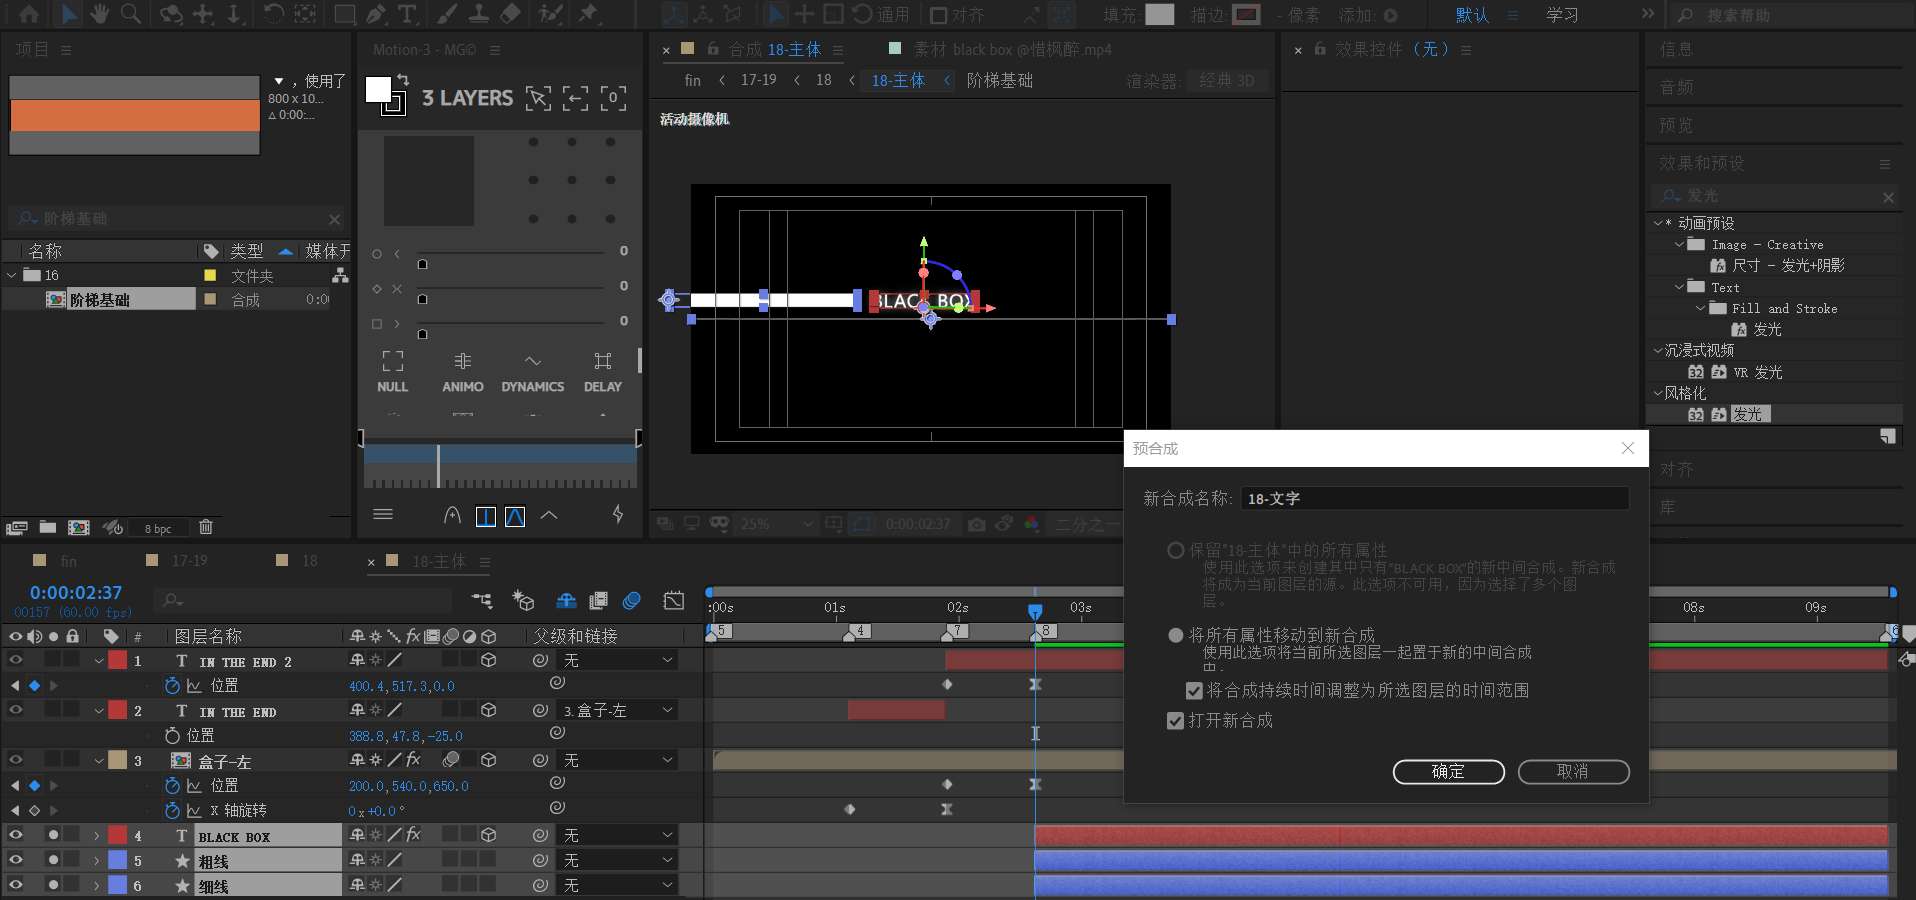 通用
对齐
填充:
描边:
- 像素
添加:
默认
学习
搜索帮助
项目
，使用了
800 x 10...
△ 0:00:...
阶梯基础
名称
类型
媒体开
16
文件夹
阶梯基础
合成
0:00
8 bpc
Motion-3 - MG©
3 LAYERS
0
0
0
0
NULL
ANIMO
DYNAMICS
DELAY
合成 18-主体
素材 black box @惜枫醉.mp4
fin
17-19
18
18-主体
阶梯基础
渲染器:
经典 3D
活动摄像机
BLACK BOX
25%
0:00:02:37
二分之一
效果控件 （无）
信息
音频
预览
效果和预设
发光
* 动画预设
Image - Creative
尺寸 - 发光+阴影
Text
Fill and Stroke
发光
沉浸式视频
32
VR 发光
风格化
32
发光
对齐
库
预合成
新合成名称:
18-文字
保留"18-主体"中的所有属性
使用此选项来创建其中只有"BLACK BOX"的新中间合成。新合成
将成为当前图层的源。此选项不可用，因为选择了多个图
层。
将所有属性移动到新合成
使用此选项将当前所选图层一起置于新的中间合成
中。
将合成持续时间调整为所选图层的时间范围
打开新合成
确定
取消
fin
17-19
18
18-主体
0:00:02:37
00157 (60.00 fps)
:00s
01s
02s
03s
08s
09s
5
4
7
8
6
#
图层名称
fx
父级和链接
1
T
IN THE END 2
无
位置
400.4,517.3,0.0
2
T
IN THE END
3. 盒子-左
位置
388.8,47.8,-25.0
3
盒子-左
fx
无
位置
200.0,540.0,650.0
X 轴旋转
0x+0.0°
4
T
BLACK BOX
fx
无
5
粗线
无
6
细线
无